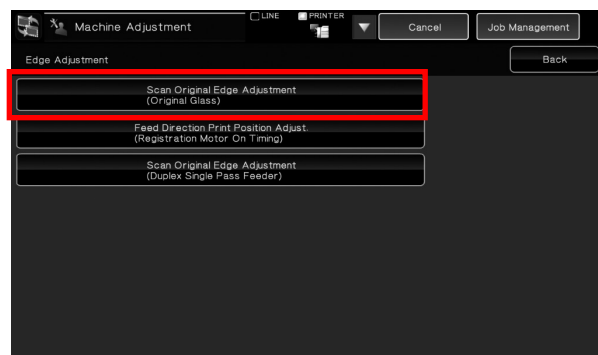 LINE PRINTER
Machine Adjustment Cancel Job Management
Edge Adjustment Back
Scan Original Edge Adjustment
(Original Glass)
Feed Direction Print Position Adjust.
(Registration Motor On Timing)
Scan Original Edge Adjustment
(Duplex Single Pass Feeder)